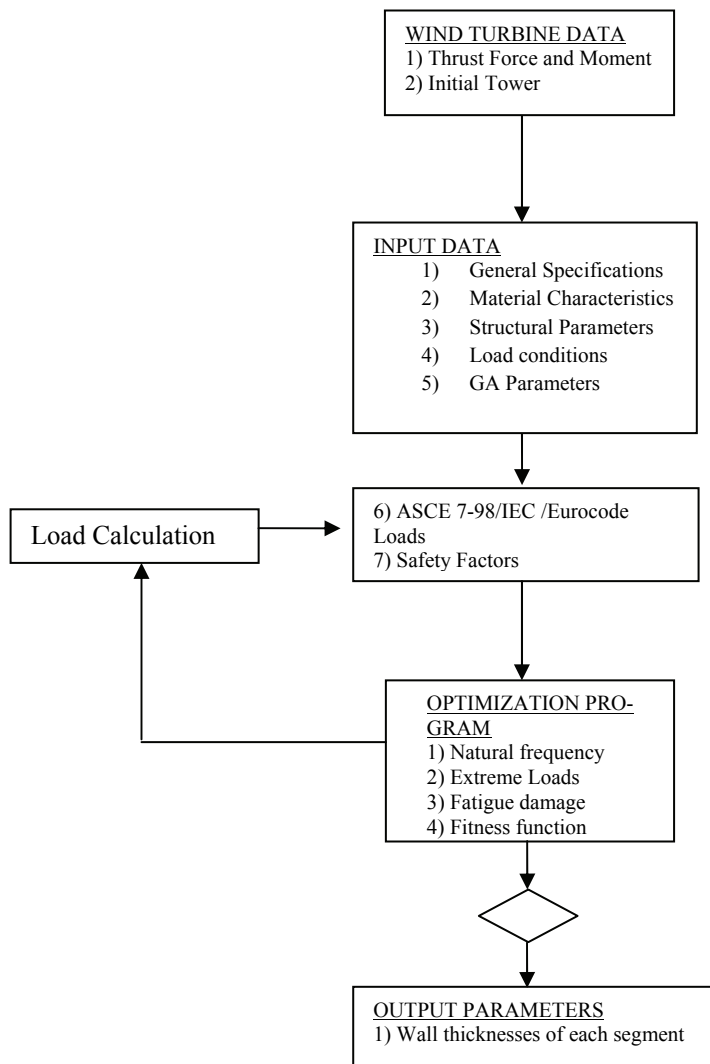 WIND TURBINE DATA
1) Thrust Force and Moment
2) Initial Tower
INPUT DATA
1) General Specifications
2) Material Characteristics
3) Structural Parameters
4) Load conditions
5) GA Parameters
Load Calculation
6) ASCE 7-98/IEC /Eurocode
Loads
7) Safety Factors
OPTIMIZATION PRO-
GRAM
1) Natural frequency
2) Extreme Loads
3) Fatigue damage
4) Fitness function
OUTPUT PARAMETERS
1) Wall thicknesses of each segment